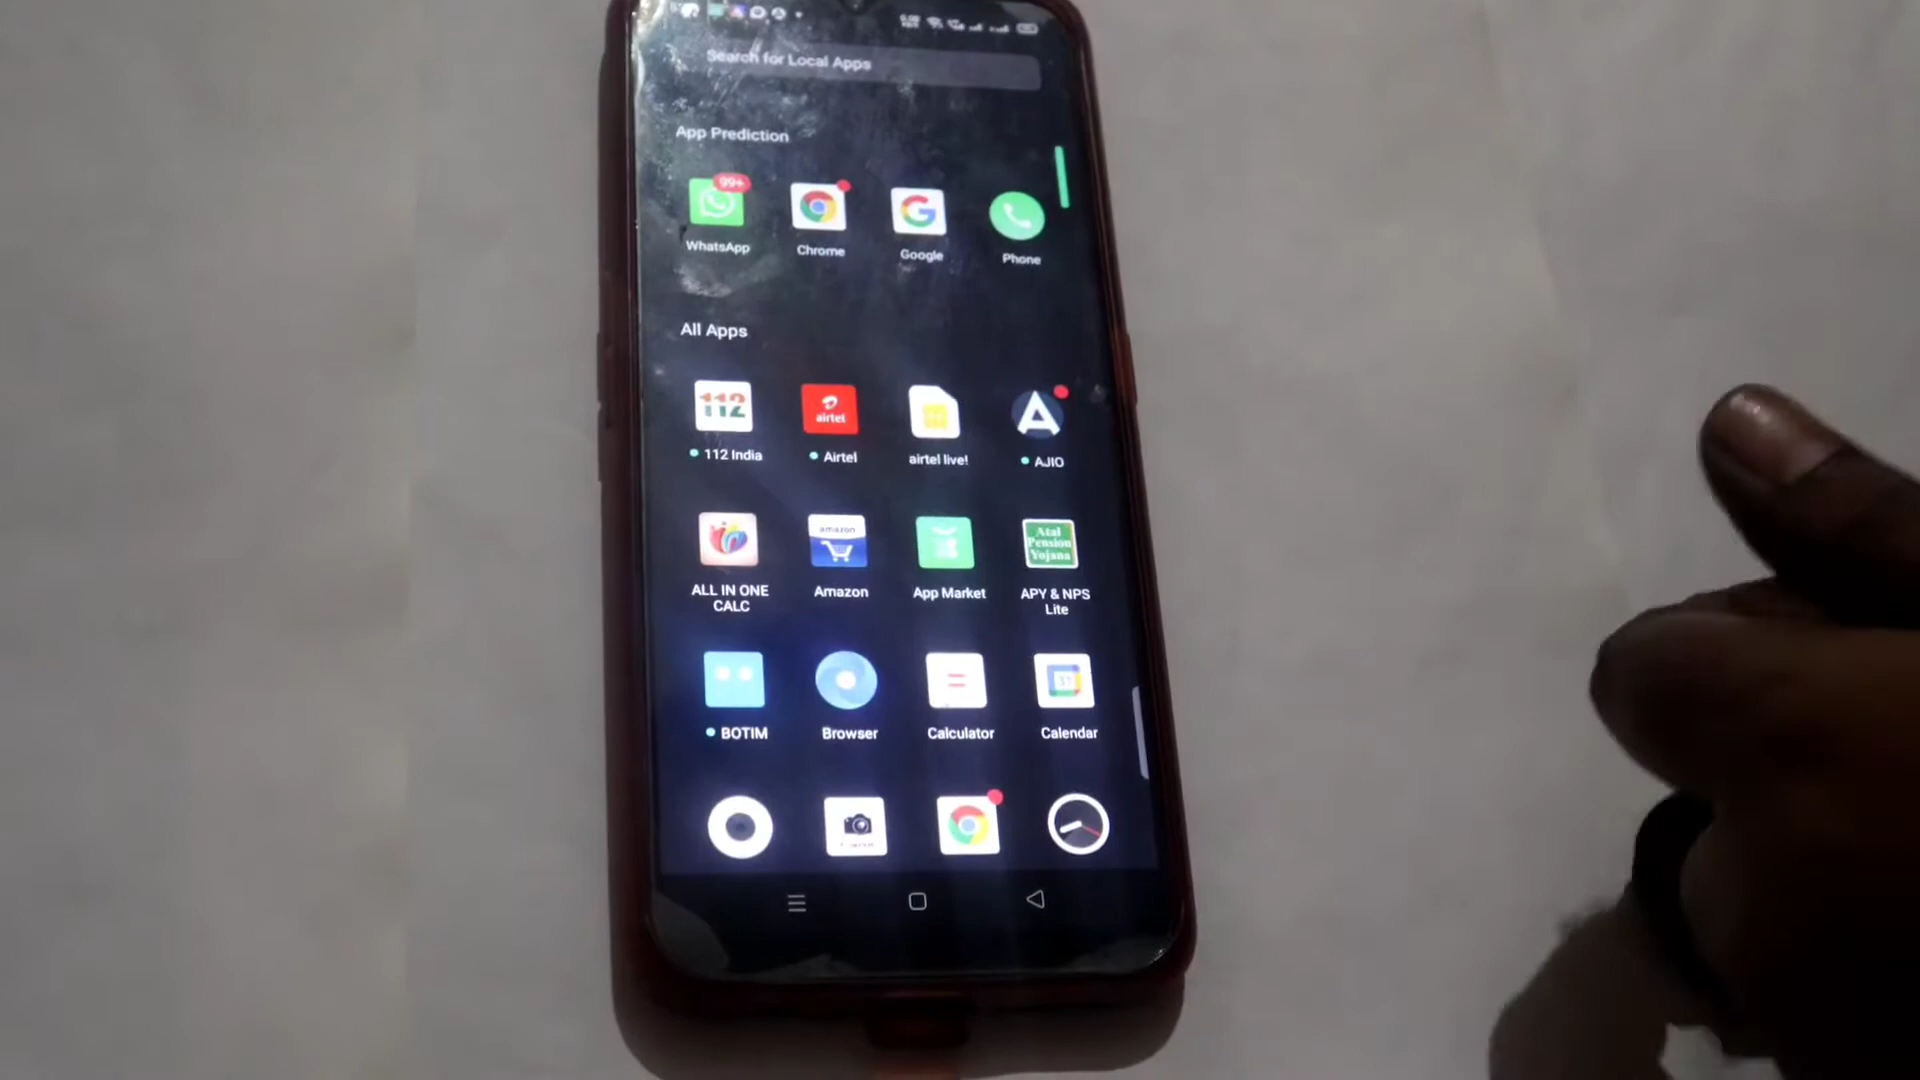 Search for Local Apps
App Prediction
99+
WhatsApp Chrome Google Phone
All Apps
112 airtel
112 India Airtel airtel live! AJIO
amazon Atal Pension Yojana
ALL IN ONE CALC Amazon App Market APY & NPS Lite
31
BOTIM Browser Calculator Calendar